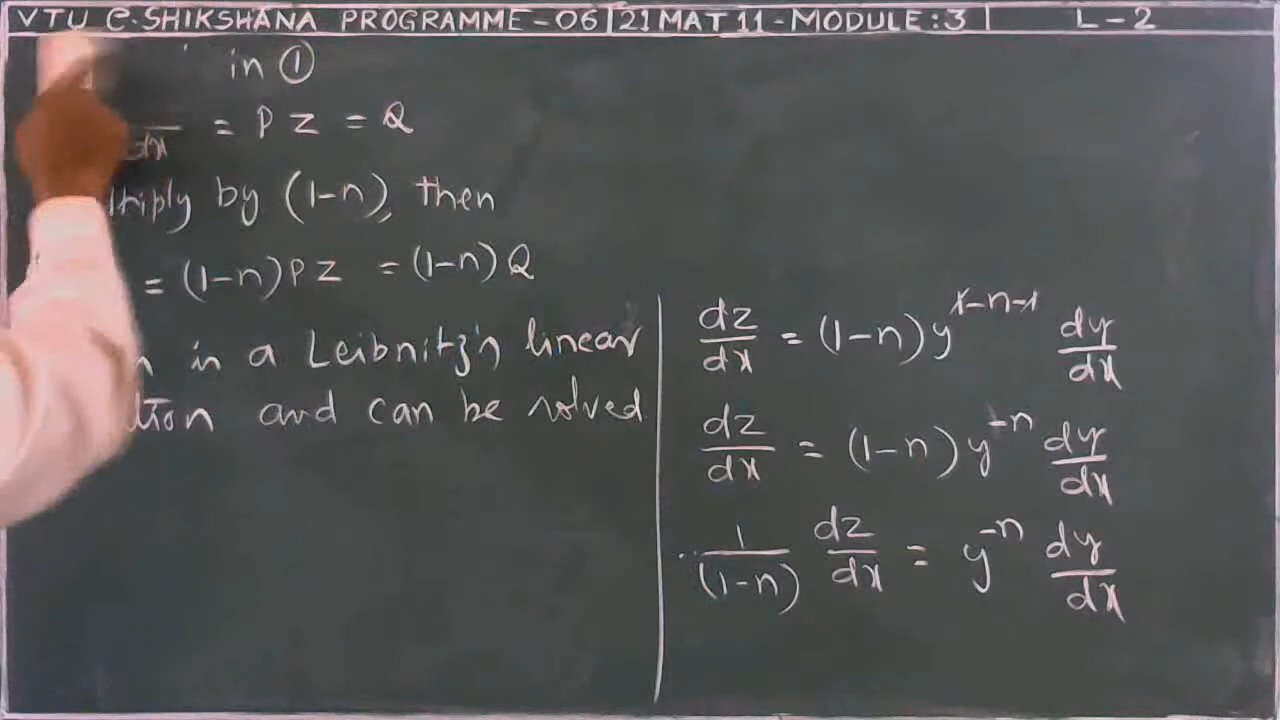 VTU e-SHIKSHANA PROGRAMME - 06 | 21MAT11 - MODULE : 3 | L - 2
in ①
dx = P z = Q
by (1-n), then
= (1-n) P z = (1-n) Q
in a Leibnitz's linear
and can be solved
dz/dx = (1-n) y^(1-n-1) dy/dx
dz/dx = (1-n) y^(-n) dy/dx
1/(1-n) dz/dx = y^(-n) dy/dx